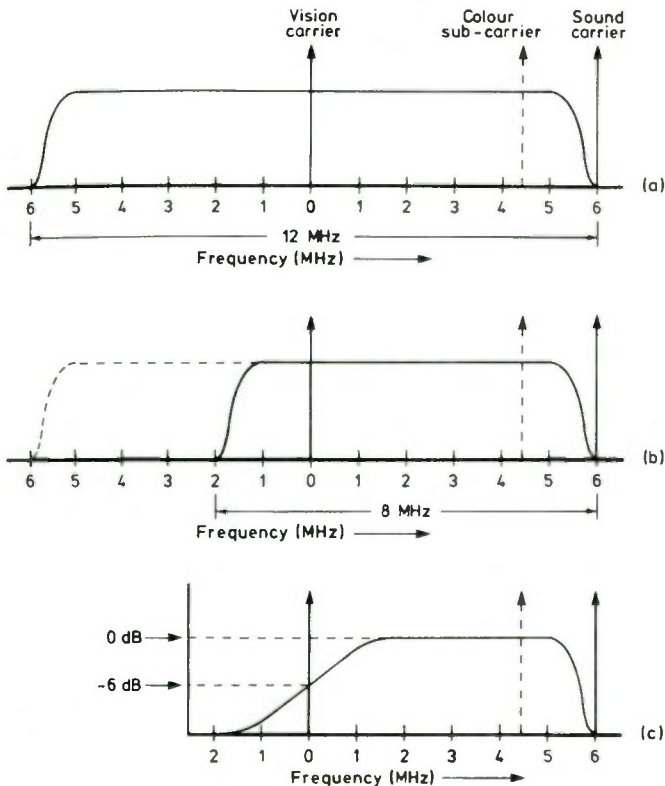 Vision carrier
Colour sub-carrier
Sound carrier
6 5 4 3 2 1 0 1 2 3 4 5 6 (a)
12 MHz
Frequency (MHz)
6 5 4 3 2 1 0 1 2 3 4 5 6 (b)
8 MHz
Frequency (MHz)
0 dB
-6 dB
2 1 0 1 2 3 4 5 6 (c)
Frequency (MHz)